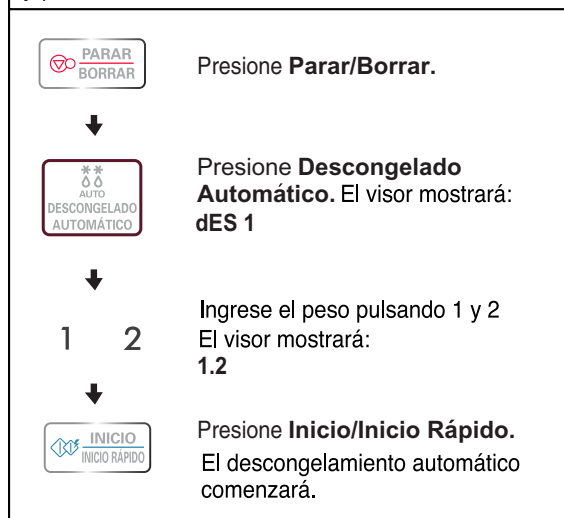 PARAR
BORRAR
Presione Parar/Borrar.
AUTO
DESCONGELADO
AUTOMÁTICO
Presione Descongelado
Automático. El visor mostrará:
dES 1
1 2
Ingrese el peso pulsando 1 y 2
El visor mostrará:
1.2
INICIO
INICIO RÁPIDO
Presione Inicio/Inicio Rápido.
El descongelamiento automático
comenzará.